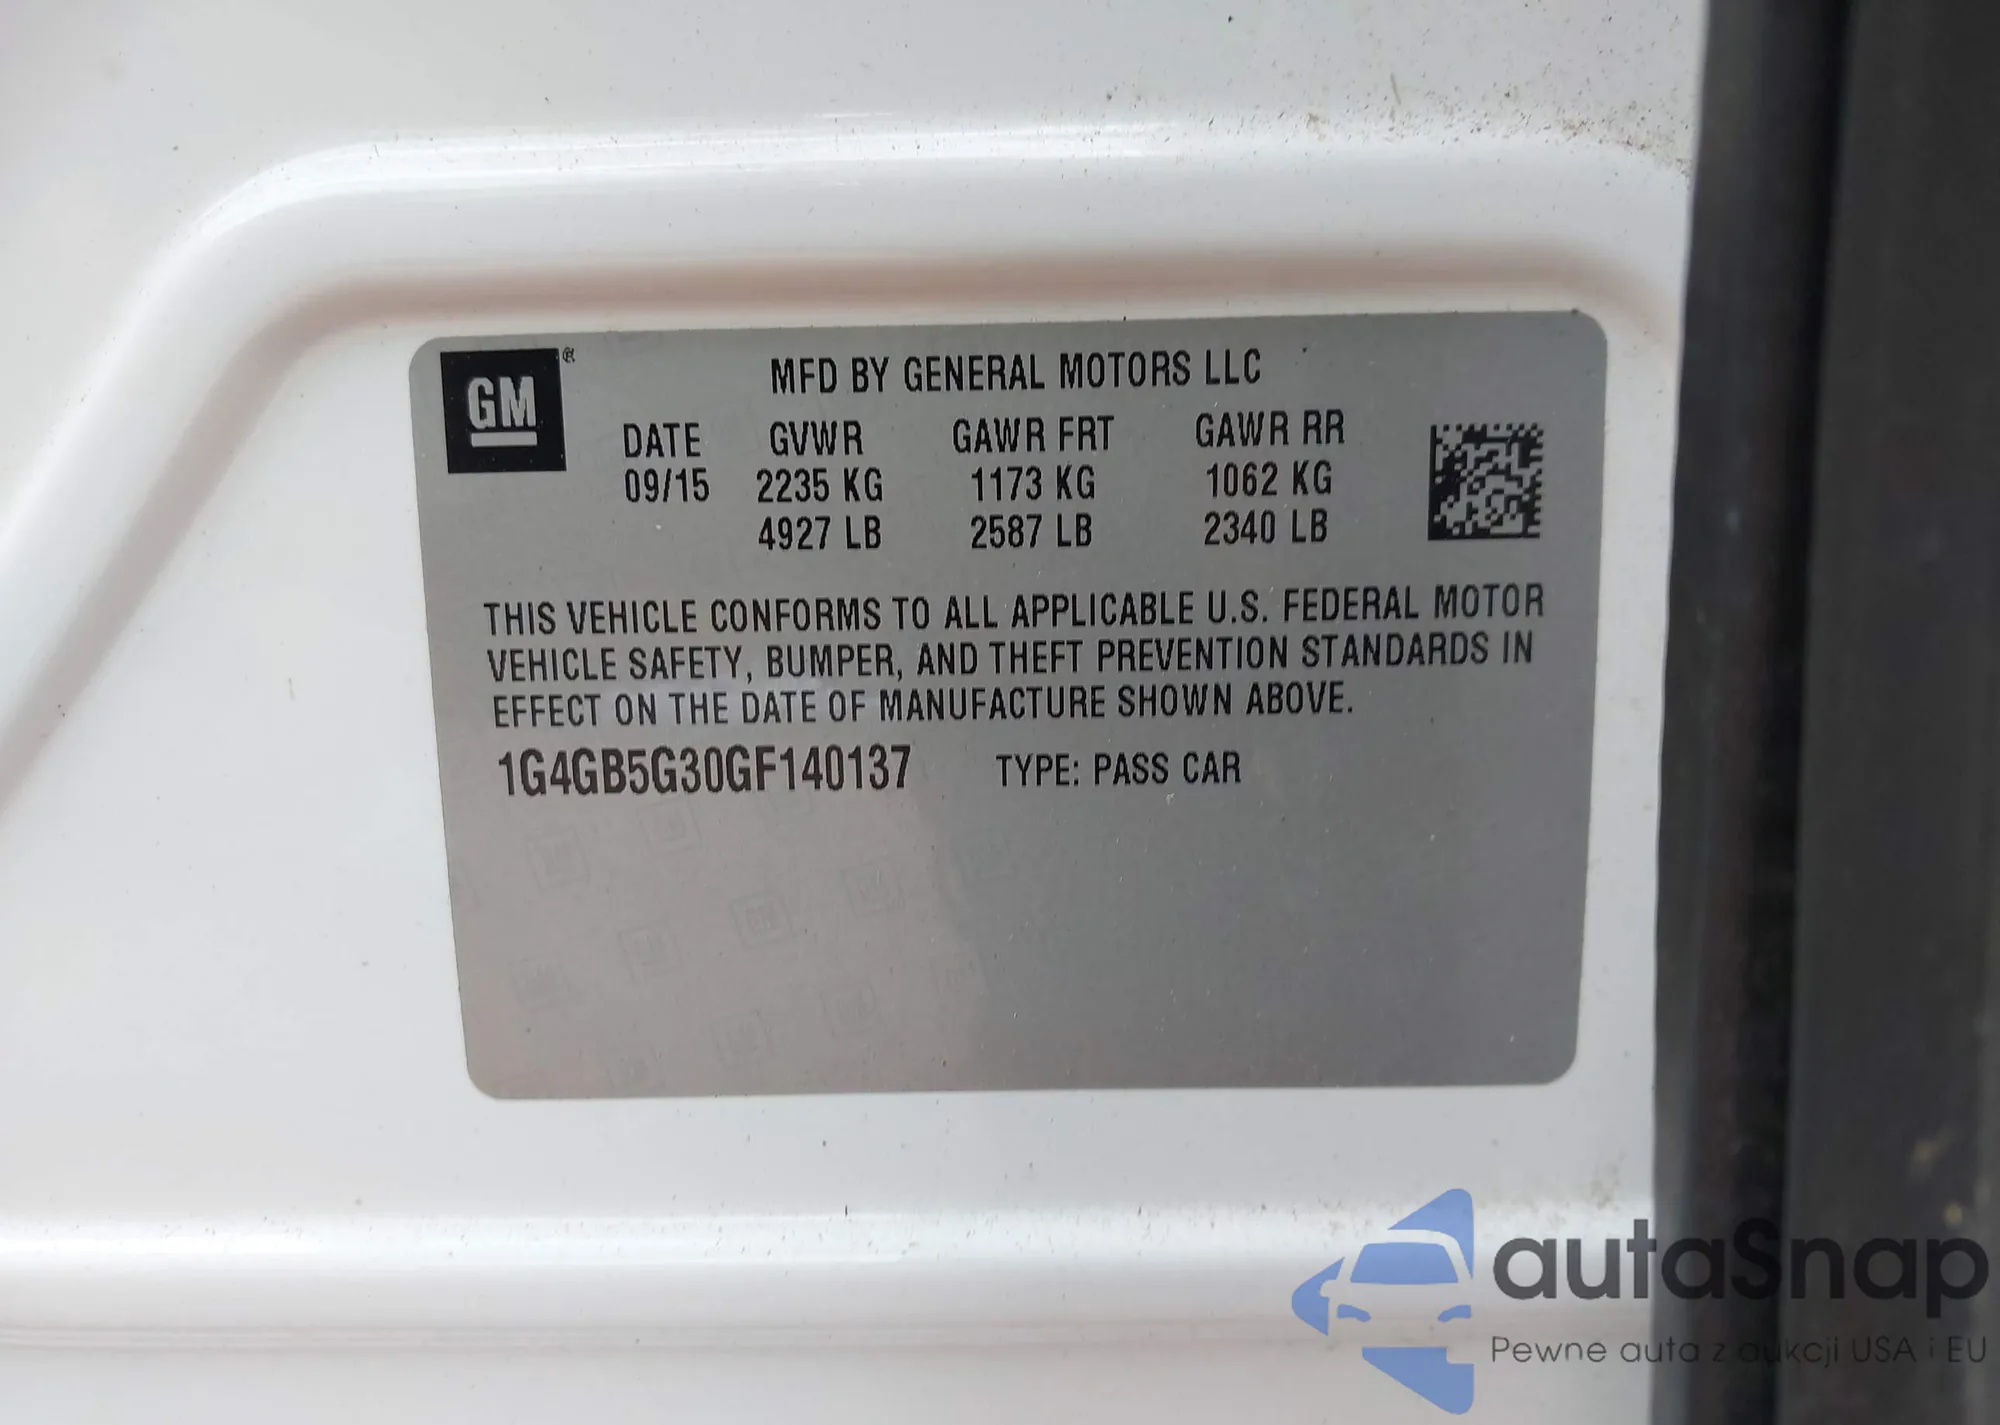 GM ®
MFD BY GENERAL MOTORS LLC
DATE GVWR GAWR FRT GAWR RR
09/15 2235 KG 1173 KG 1062 KG
4927 LB 2587 LB 2340 LB
THIS VEHICLE CONFORMS TO ALL APPLICABLE U.S. FEDERAL MOTOR
VEHICLE SAFETY, BUMPER, AND THEFT PREVENTION STANDARDS IN
EFFECT ON THE DATE OF MANUFACTURE SHOWN ABOVE.
1G4GB5G30GF140137 TYPE: PASS CAR
GM
autaSnap
Pewne auta z aukcji USA i EU